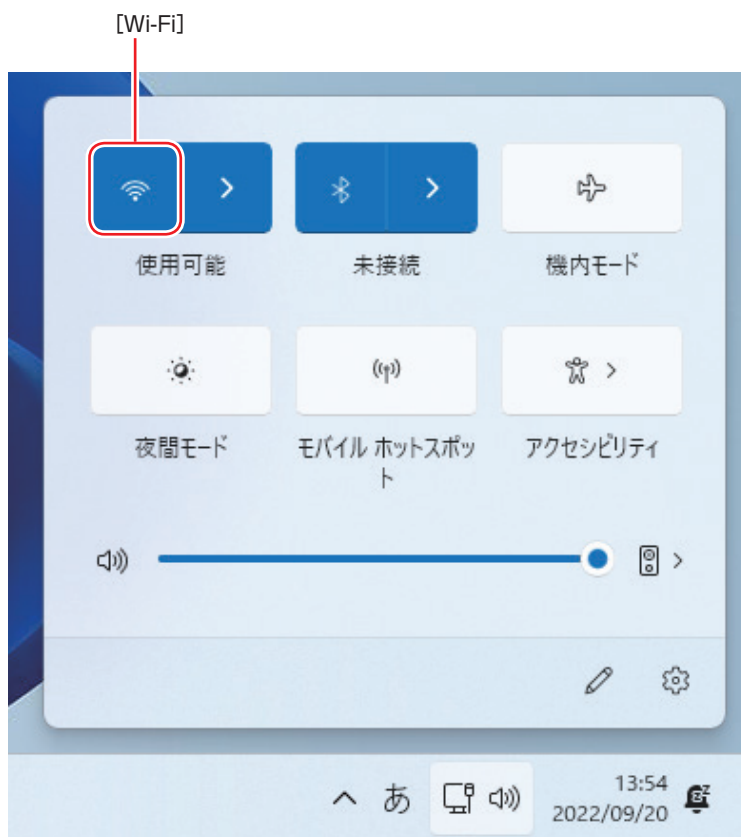 [Wi-Fi]
使用可能
未接続
機内モード
夜間モード
モバイル ホットスポッ
ト
アクセシビリティ
あ
13:54
2022/09/20